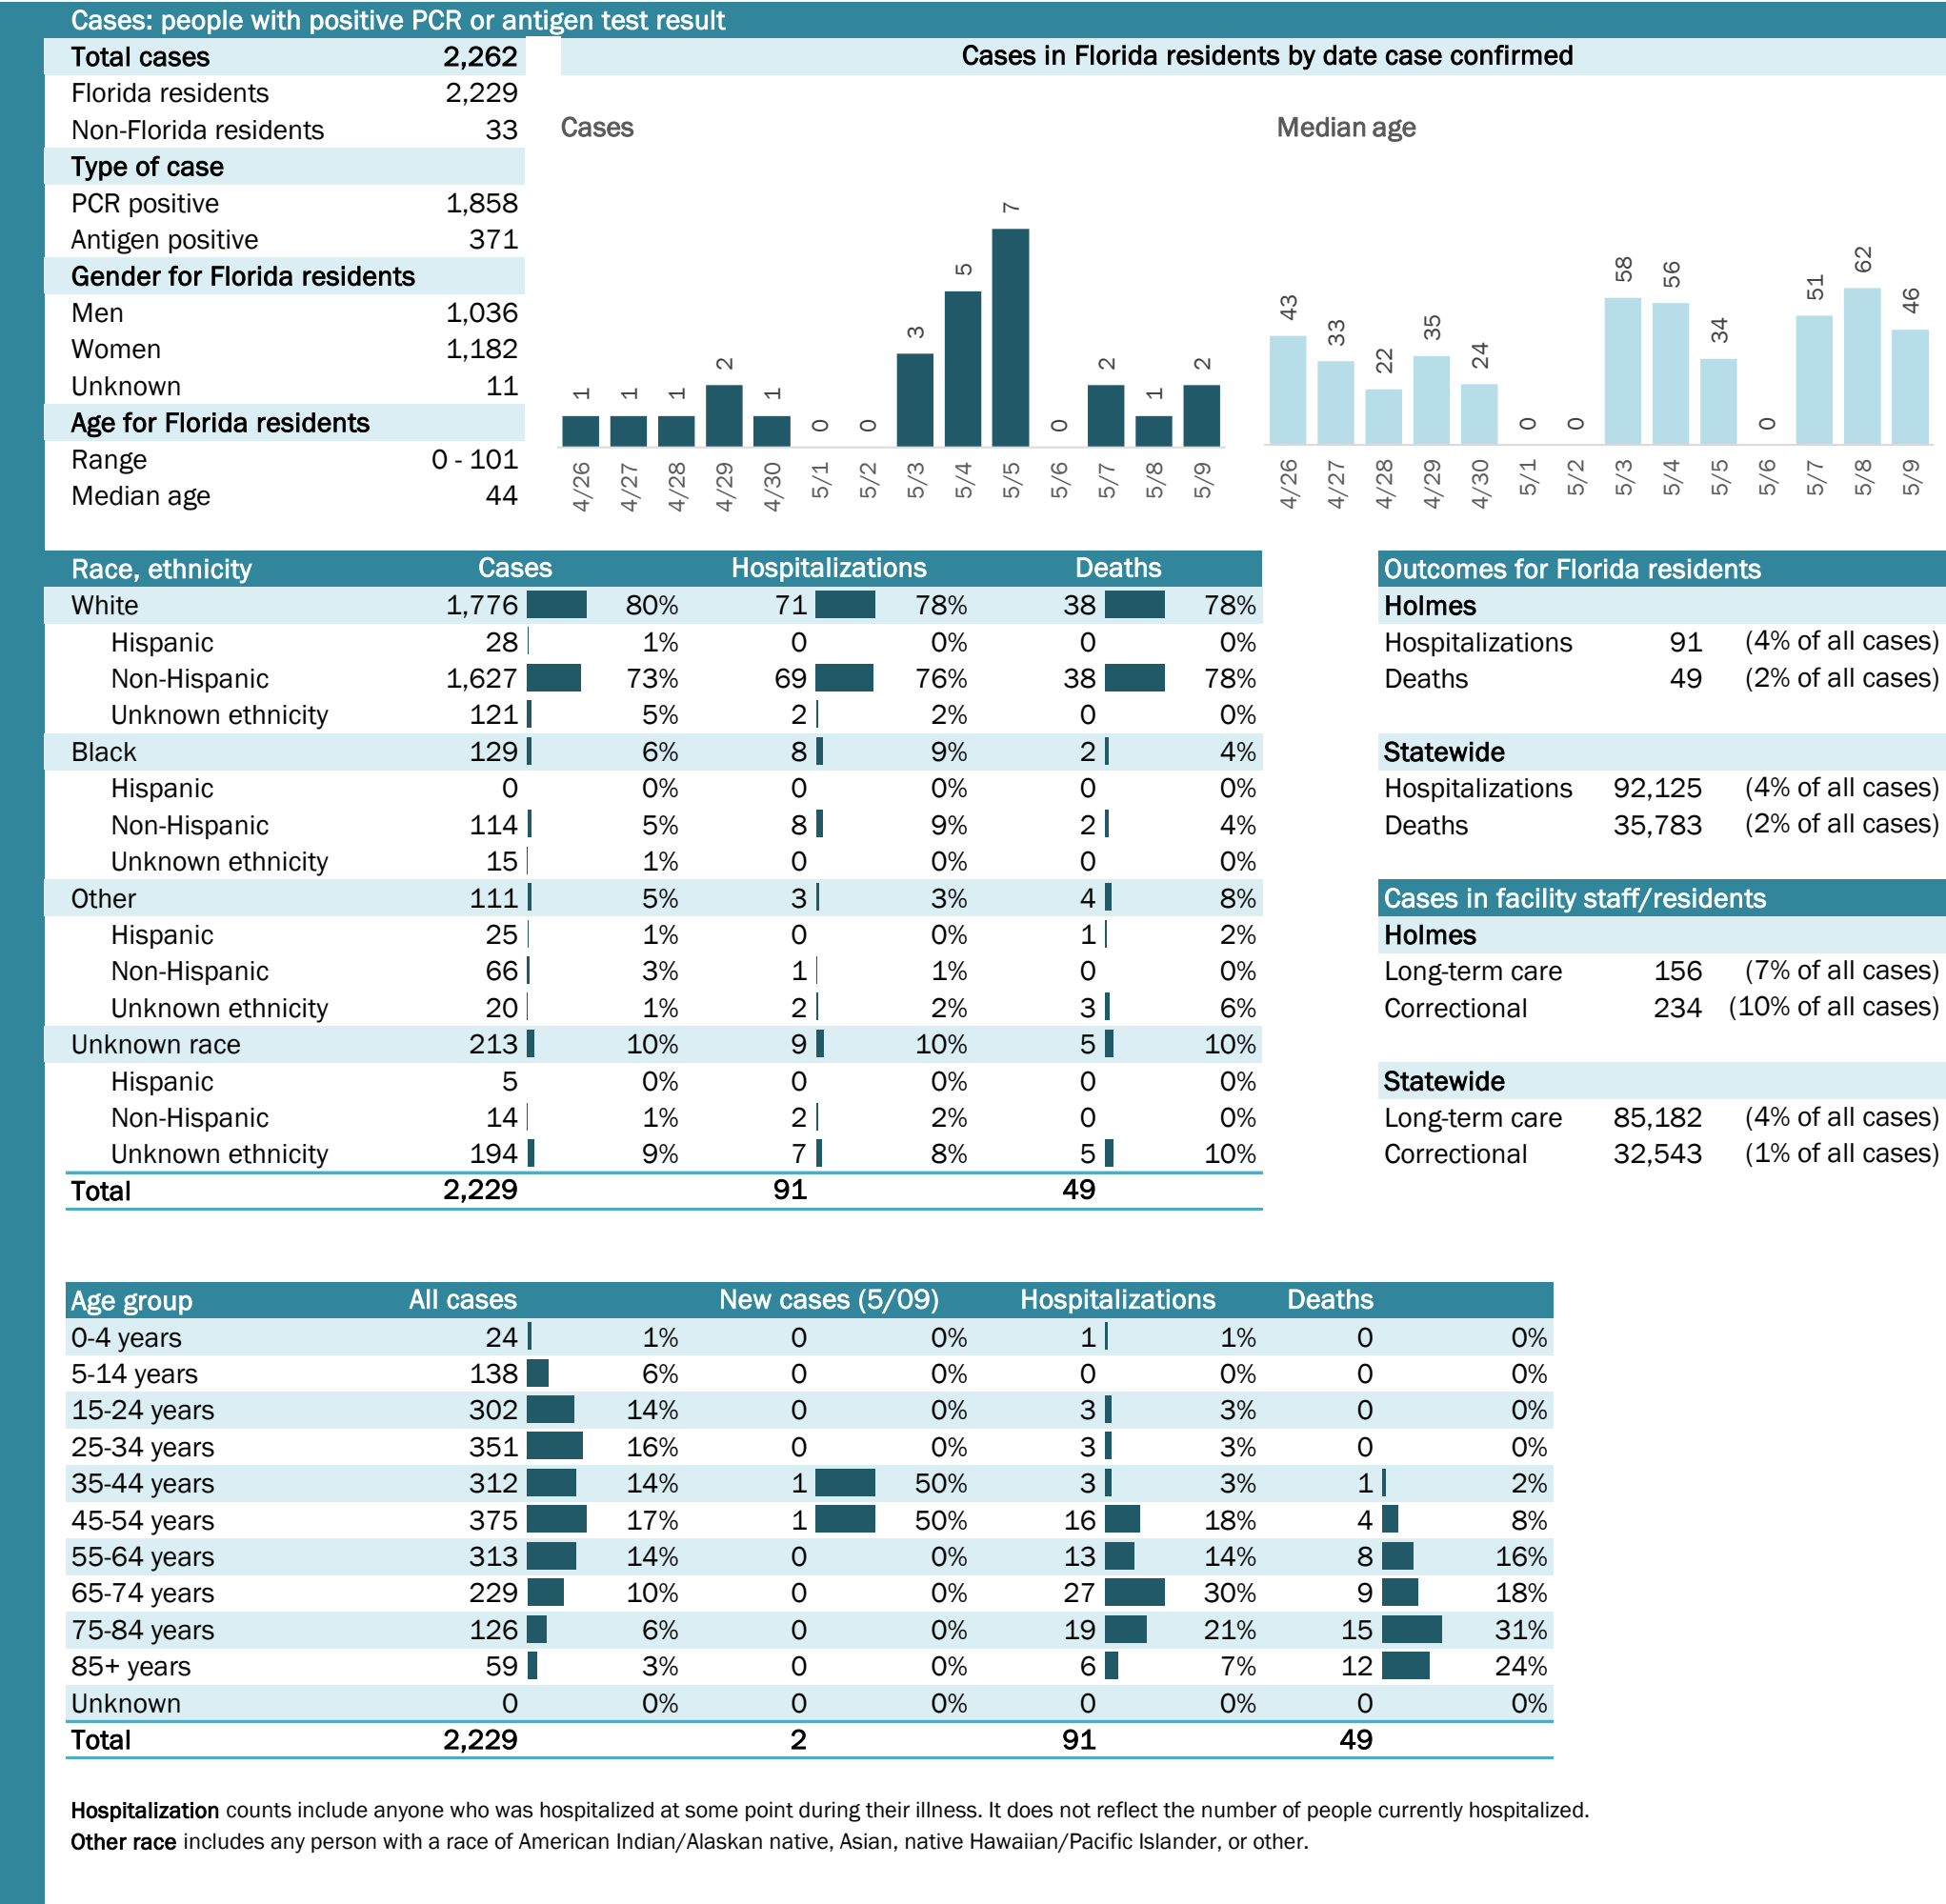 Cases: people with positive PCR or antigen test result
Total cases 2,262
Florida residents 2,229
Non-Florida residents 33
Type of case
PCR positive 1,858
Antigen positive 371
Gender for Florida residents
Men 1,036
Women 1,182
Unknown 11
Age for Florida residents
Range 0 - 101
Median age 44
Cases in Florida residents by date case confirmed
Cases
1 1 1 2 1 0 0 3 5 7 0 2 1 2
4/26 4/27 4/28 4/29 4/30 5/1 5/2 5/3 5/4 5/5 5/6 5/7 5/8 5/9
Median age
43 33 22 35 24 0 0 58 56 34 0 51 62 46
4/26 4/27 4/28 4/29 4/30 5/1 5/2 5/3 5/4 5/5 5/6 5/7 5/8 5/9
Race, ethnicity Cases Hospitalizations Deaths
White 1,776 80% 71 78% 38 78%
Hispanic 28 1% 0 0% 0 0%
Non-Hispanic 1,627 73% 69 76% 38 78%
Unknown ethnicity 121 5% 2 2% 0 0%
Black 129 6% 8 9% 2 4%
Hispanic 0 0% 0 0% 0 0%
Non-Hispanic 114 5% 8 9% 2 4%
Unknown ethnicity 15 1% 0 0% 0 0%
Other 111 5% 3 3% 4 8%
Hispanic 25 1% 0 0% 1 2%
Non-Hispanic 66 3% 1 1% 0 0%
Unknown ethnicity 20 1% 2 2% 3 6%
Unknown race 213 10% 9 10% 5 10%
Hispanic 5 0% 0 0% 0 0%
Non-Hispanic 14 1% 2 2% 0 0%
Unknown ethnicity 194 9% 7 8% 5 10%
Total 2,229 91 49
Outcomes for Florida residents
Holmes
Hospitalizations 91 (4% of all cases)
Deaths 49 (2% of all cases)
Statewide
Hospitalizations 92,125 (4% of all cases)
Deaths 35,783 (2% of all cases)
Cases in facility staff/residents
Holmes
Long-term care 156 (7% of all cases)
Correctional 234 (10% of all cases)
Statewide
Long-term care 85,182 (4% of all cases)
Correctional 32,543 (1% of all cases)
Age group All cases New cases (5/09) Hospitalizations Deaths
0-4 years 24 1% 0 0% 1 1% 0 0%
5-14 years 138 6% 0 0% 0 0% 0 0%
15-24 years 302 14% 0 0% 3 3% 0 0%
25-34 years 351 16% 0 0% 3 3% 0 0%
35-44 years 312 14% 1 50% 3 3% 1 2%
45-54 years 375 17% 1 50% 16 18% 4 8%
55-64 years 313 14% 0 0% 13 14% 8 16%
65-74 years 229 10% 0 0% 27 30% 9 18%
75-84 years 126 6% 0 0% 19 21% 15 31%
85+ years 59 3% 0 0% 6 7% 12 24%
Unknown 0 0% 0 0% 0 0% 0 0%
Total 2,229 2 91 49
Hospitalization counts include anyone who was hospitalized at some point during their illness. It does not reflect the number of people currently hospitalized.
Other race includes any person with a race of American Indian/Alaskan native, Asian, native Hawaiian/Pacific Islander, or other.